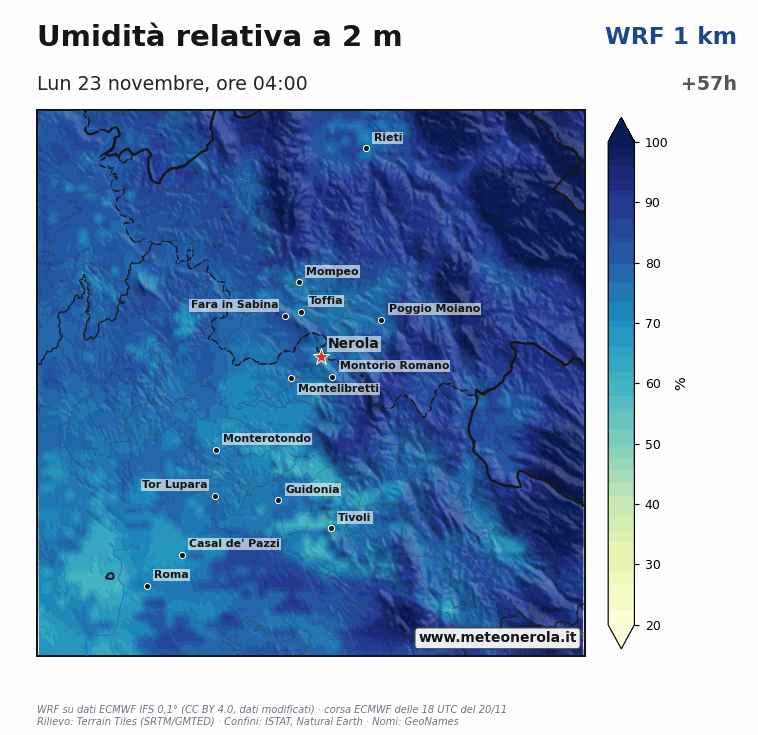 Umidità relativa a 2 m
WRF 1 km
Lun 23 novembre, ore 04:00
+57h
Rieti
Mompeo
Toffia
Fara in Sabina
Poggio Moiano
Nerola
Montorio Romano
Montelibretti
Monterotondo
Tor Lupara
Guidonia
Tivoli
Casal de' Pazzi
Roma
www.meteonerola.it
100
90
80
70
60
50
40
30
20
%
WRF su dati ECMWF IFS 0,1° (CC BY 4.0, dati modificati) · corsa ECMWF delle 18 UTC del 20/11
Rilievo: Terrain Tiles (SRTM/GMTED) · Confini: ISTAT, Natural Earth · Nomi: GeoNames